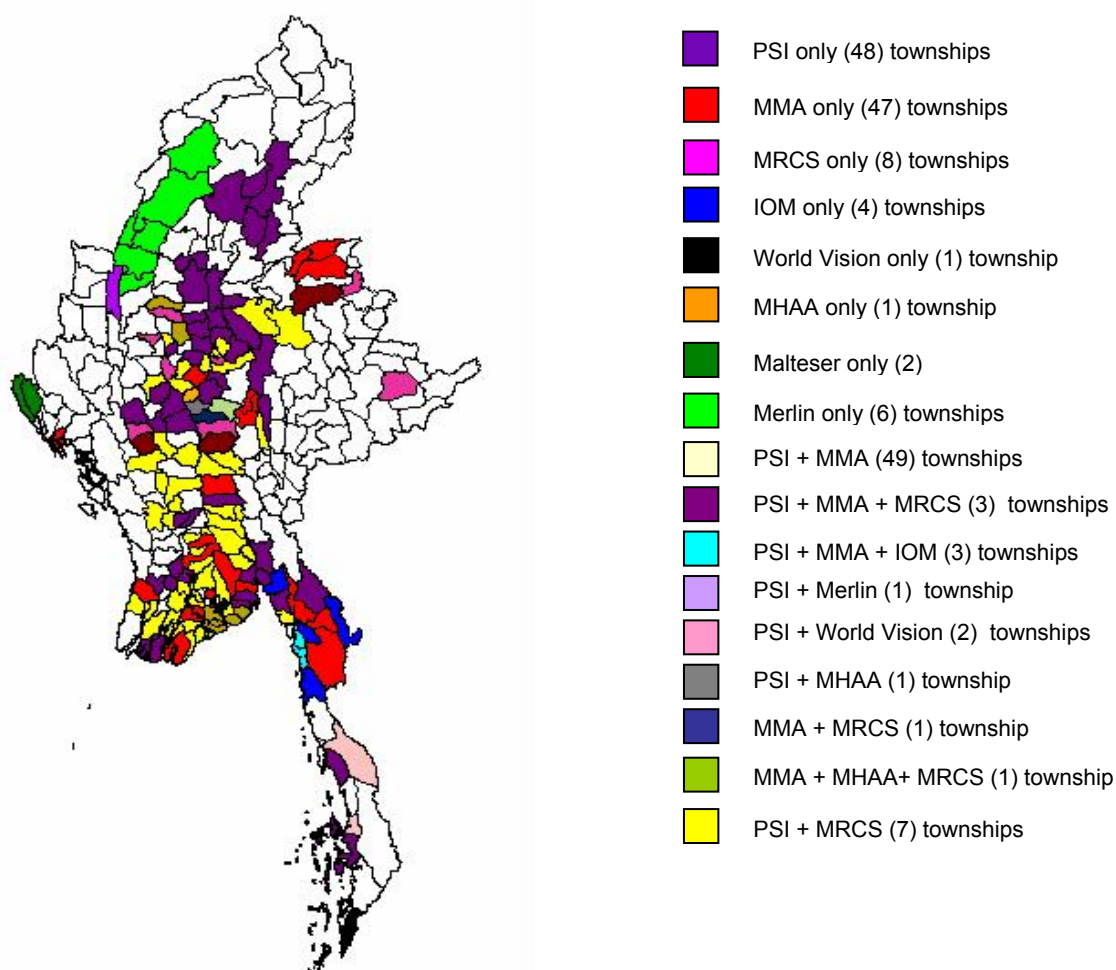 PSI only (48) townships
MMA only (47) townships
MRCS only (8) townships
IOM only (4) townships
World Vision only (1) township
MHAA only (1) township
Malteser only (2)
Merlin only (6) townships
PSI + MMA (49) townships
PSI + MMA + MRCS (3) townships
PSI + MMA + IOM (3) townships
PSI + Merlin (1) township
PSI + World Vision (2) townships
PSI + MHAA (1) township
MMA + MRCS (1) township
MMA + MHAA+ MRCS (1) township
PSI + MRCS (7) townships